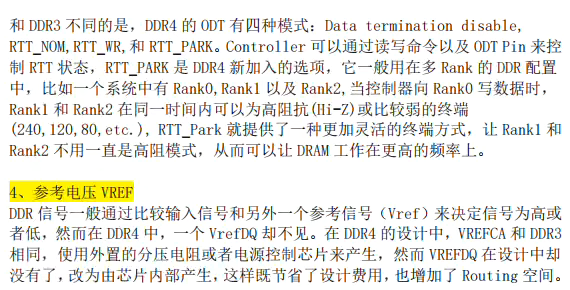 和 DDR3 不同的是，DDR4 的 ODT 有四种模式：Data termination disable,
RTT_NOM,RTT_WR,和 RTT_PARK。Controller 可以通过读写命令以及 ODT Pin 来控
制 RTT 状态，RTT_PARK 是 DDR4 新加入的选项，它一般用在多 Rank 的 DDR 配置
中，比如一个系统中有 Rank0,Rank1 以及 Rank2,当控制器向 Rank0 写数据时，
Rank1 和 Rank2 在同一时间内可以为高阻抗(Hi-Z)或比较弱的终端
(240,120,80,etc.)，RTT_Park 就提供了一种更加灵活的终端方式，让 Rank1 和
Rank2 不用一直是高阻模式，从而可以让 DRAM 工作在更高的频率上。
4、参考电压 VREF
DDR 信号一般通过比较输入信号和另外一个参考信号（Vref）来决定信号为高或
者低，然而在 DDR4 中，一个 VrefDQ 却不见。在 DDR4 的设计中，VREFCA 和 DDR3
相同，使用外置的分压电阻或者电源控制芯片来产生，然而 VREFDQ 在设计中却
没有了，改为由芯片内部产生，这样既节省了设计费用，也增加了 Routing 空间。